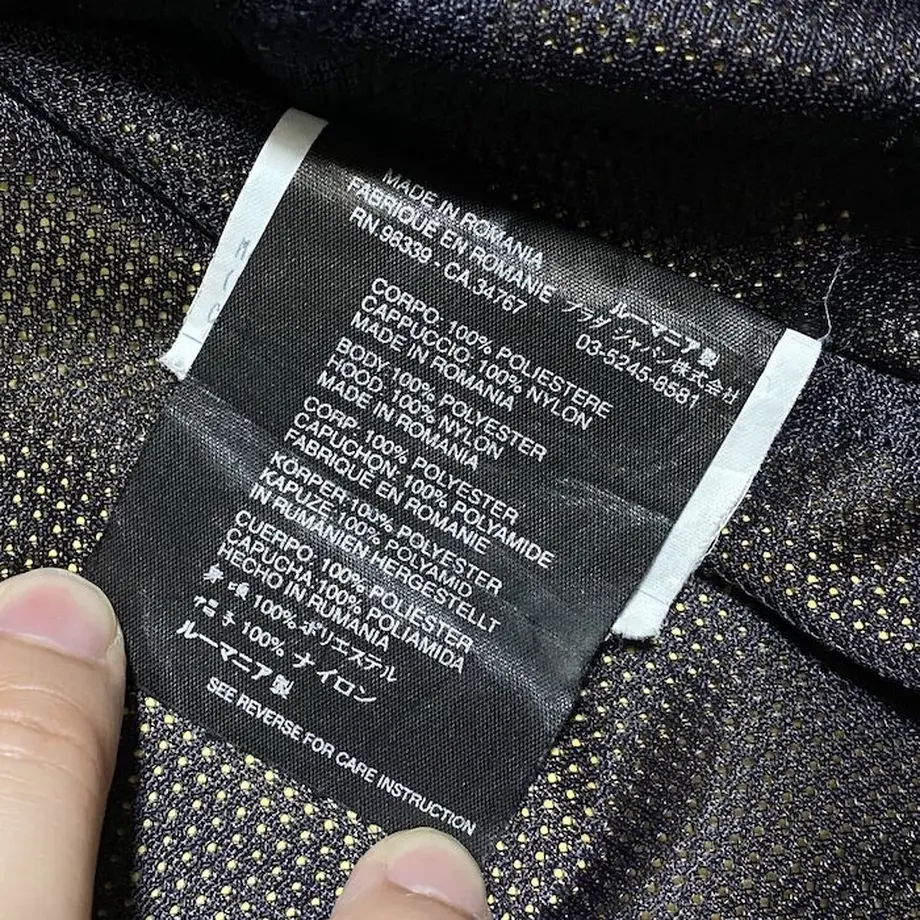 MADE IN ROMANIA
FABRIQUE EN ROMANIE
RN.98339 - CA.34767
ルーマニア製
プラダ ジャパン株式会社
03-5245-8581
CORPO: 100% POLIESTERE
CAPPUCCIO: 100% NYLON
MADE IN ROMANIA
BODY: 100% POLYESTER
HOOD: 100% NYLON
MADE IN ROMANIA
CORP: 100% POLYESTER
CAPUCHON: 100% POLYAMIDE
FABRIQUE EN ROMANIE
KÖRPER: 100% POLYESTER
KAPUZE: 100% POLYAMID
IN RUMÄNIEN HERGESTELLT
CUERPO: 100% POLIESTER
CAPUCHA: 100% POLIAMIDA
HECHO IN RUMANIA
100% ポリエステル
100% ナイロン
ルーマニア製
SEE REVERSE FOR CARE INSTRUCTION